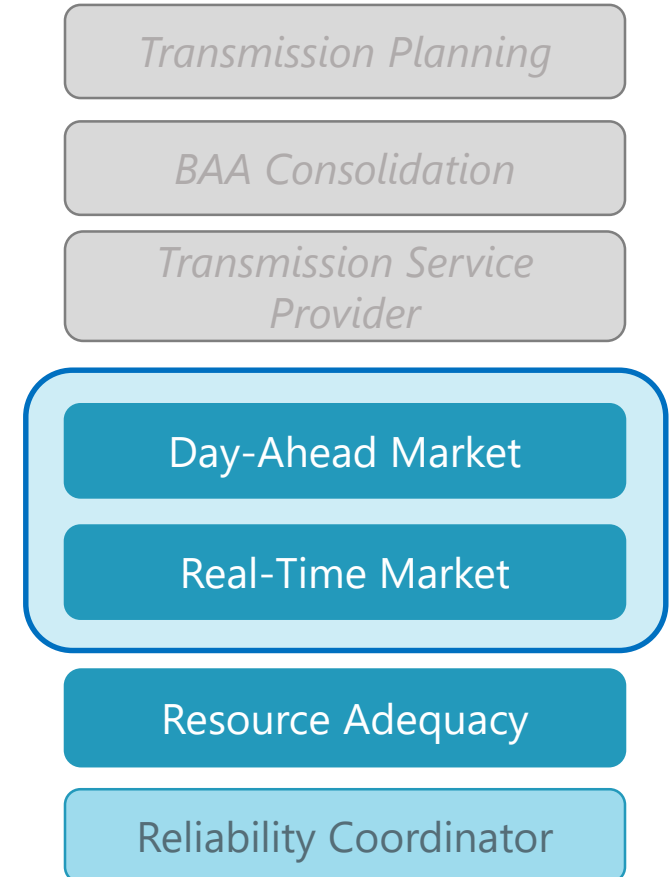 Transmission Planning
BAA Consolidation
Transmission Service
Provider
Day-Ahead Market
Real-Time Market
Resource Adequacy
Reliability Coordinator